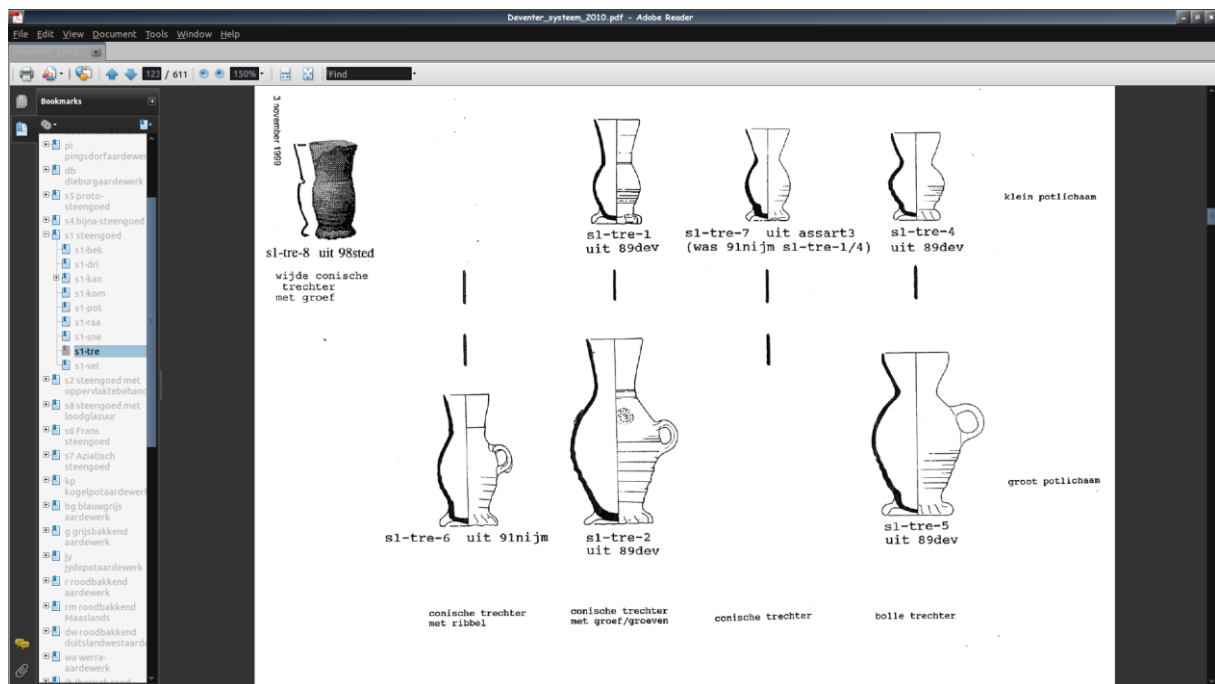 Deventer_systeem_2010.pdf - Adobe Reader
File Edit View Document Tools Window Help
123 / 611
150%
Find
Bookmarks
pi
pingsdorfaardewer
db
dieburgaardewerk
s5 proto-
steengoed
s4 bijna-steengoed
s1 steengoed
s1-bek
s1-dri
s1-kan
s1-kom
s1-pot
s1-raa
s1-sne
s1-tre
s1-vel
s2 steengoed met
oppervlaktebehand
s8 steengoed met
loodglazuur
s6 Frans
steengoed
s7 Aziatisch
steengoed
kp
kogelpotaardewerl
bg blauwgrijs
aardewerk
g grijsbakkend
aardewerk
jy
jydepotaardewerk
r roodbakkend
aardewerk
rm roodbakkend
Maaslands
dw roodbakkend
duitslandwestaarde
wa werra-
aardewerk
3 november 1999
s1-tre-8 uit 98sted
wijde conische
trechter
met groef
s1-tre-1
uit 89dev
s1-tre-7 uit assart3
(was 91nijm s1-tre-1/4)
s1-tre-4
uit 89dev
klein potlichaam
s1-tre-6 uit 91nijm
s1-tre-2
uit 89dev
s1-tre-5
uit 89dev
groot potlichaam
conische trechter
met ribbel
conische trechter
met groef/groeven
conische trechter
bolle trechter